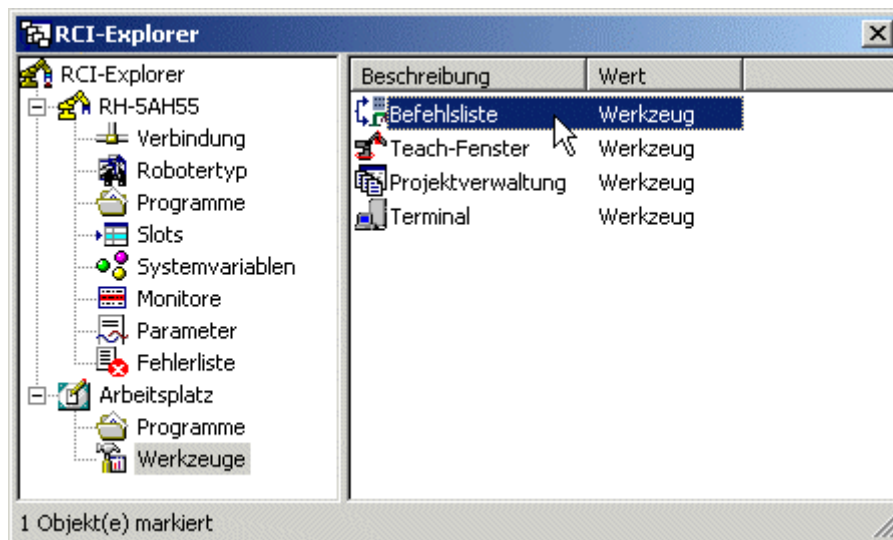 RCI-Explorer
RCI-Explorer
RH-5AH55
Verbindung
Robotertyp
Programme
Slots
Systemvariablen
Monitore
Parameter
Fehlerliste
Arbeitsplatz
Programme
Werkzeuge
Beschreibung Wert
Befehlsliste Werkzeug
Teach-Fenster Werkzeug
Projektverwaltung Werkzeug
Terminal Werkzeug
1 Objekt(e) markiert